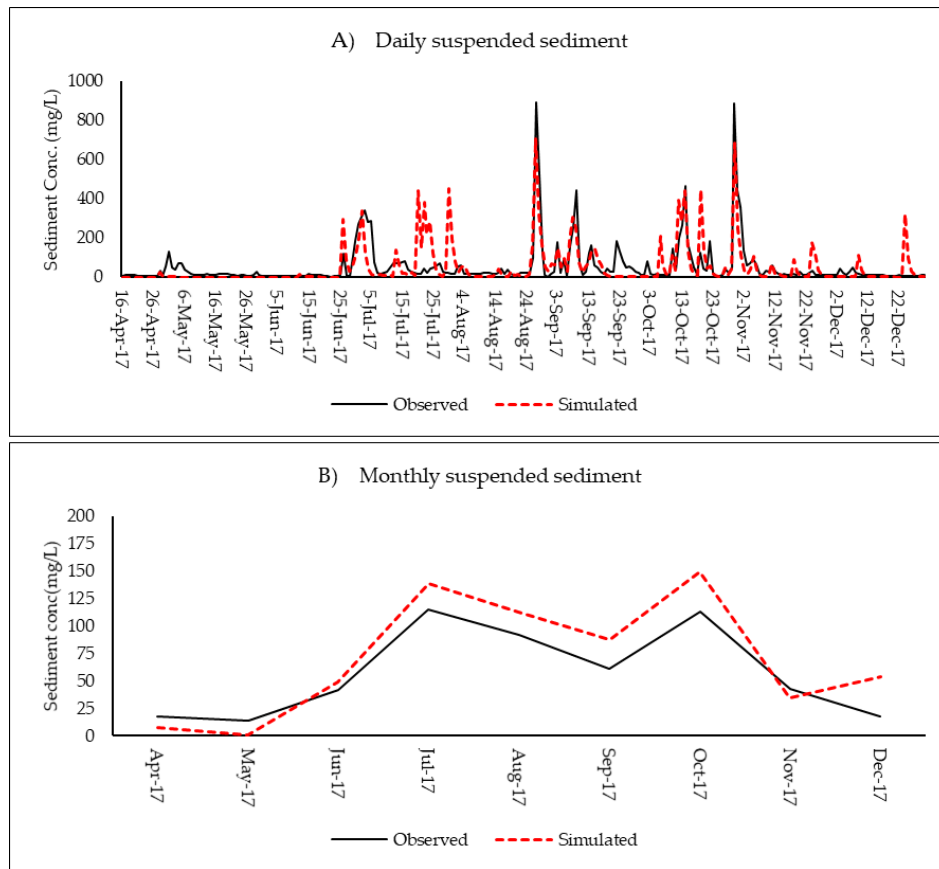 A) Daily suspended sediment
Sediment Conc. (mg/L)
1000
800
600
400
200
0
16-Apr-17
26-Apr-17
6-May-17
16-May-17
26-May-17
5-Jun-17
15-Jun-17
25-Jun-17
5-Jul-17
15-Jul-17
25-Jul-17
4-Aug-17
14-Aug-17
24-Aug-17
3-Sep-17
13-Sep-17
23-Sep-17
3-Oct-17
13-Oct-17
23-Oct-17
2-Nov-17
12-Nov-17
22-Nov-17
2-Dec-17
12-Dec-17
22-Dec-17
Observed
Simulated
B) Monthly suspended sediment
Sediment conc(mg/L)
200
175
150
125
100
75
50
25
0
Apr-17
May-17
Jun-17
Jul-17
Aug-17
Sep-17
Oct-17
Nov-17
Dec-17
Observed
Simulated